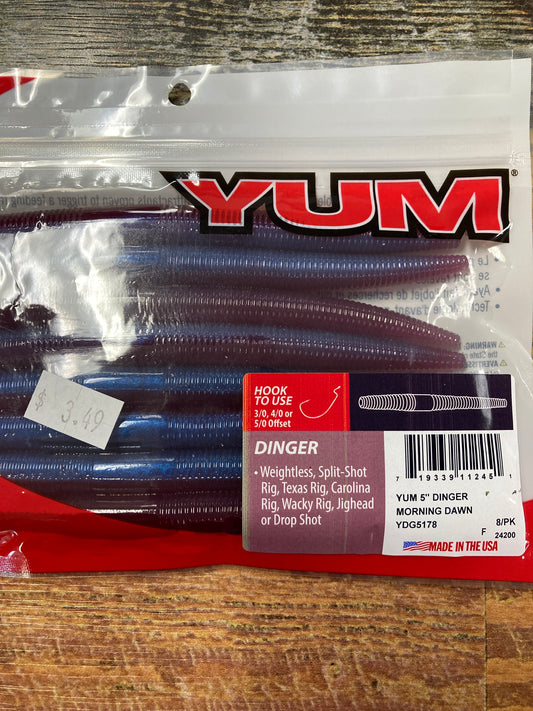 YUM®
$ 3.49
HOOK
TO USE
3/0, 4/0 or
5/0 Offset
DINGER
• Weightless, Split-Shot
Rig, Texas Rig, Carolina
Rig, Wacky Rig, Jighead
or Drop Shot
7 19339 11245 1
YUM 5" DINGER F
MORNING DAWN
YDG5178 8/PK
F 24200
MADE IN THE USA